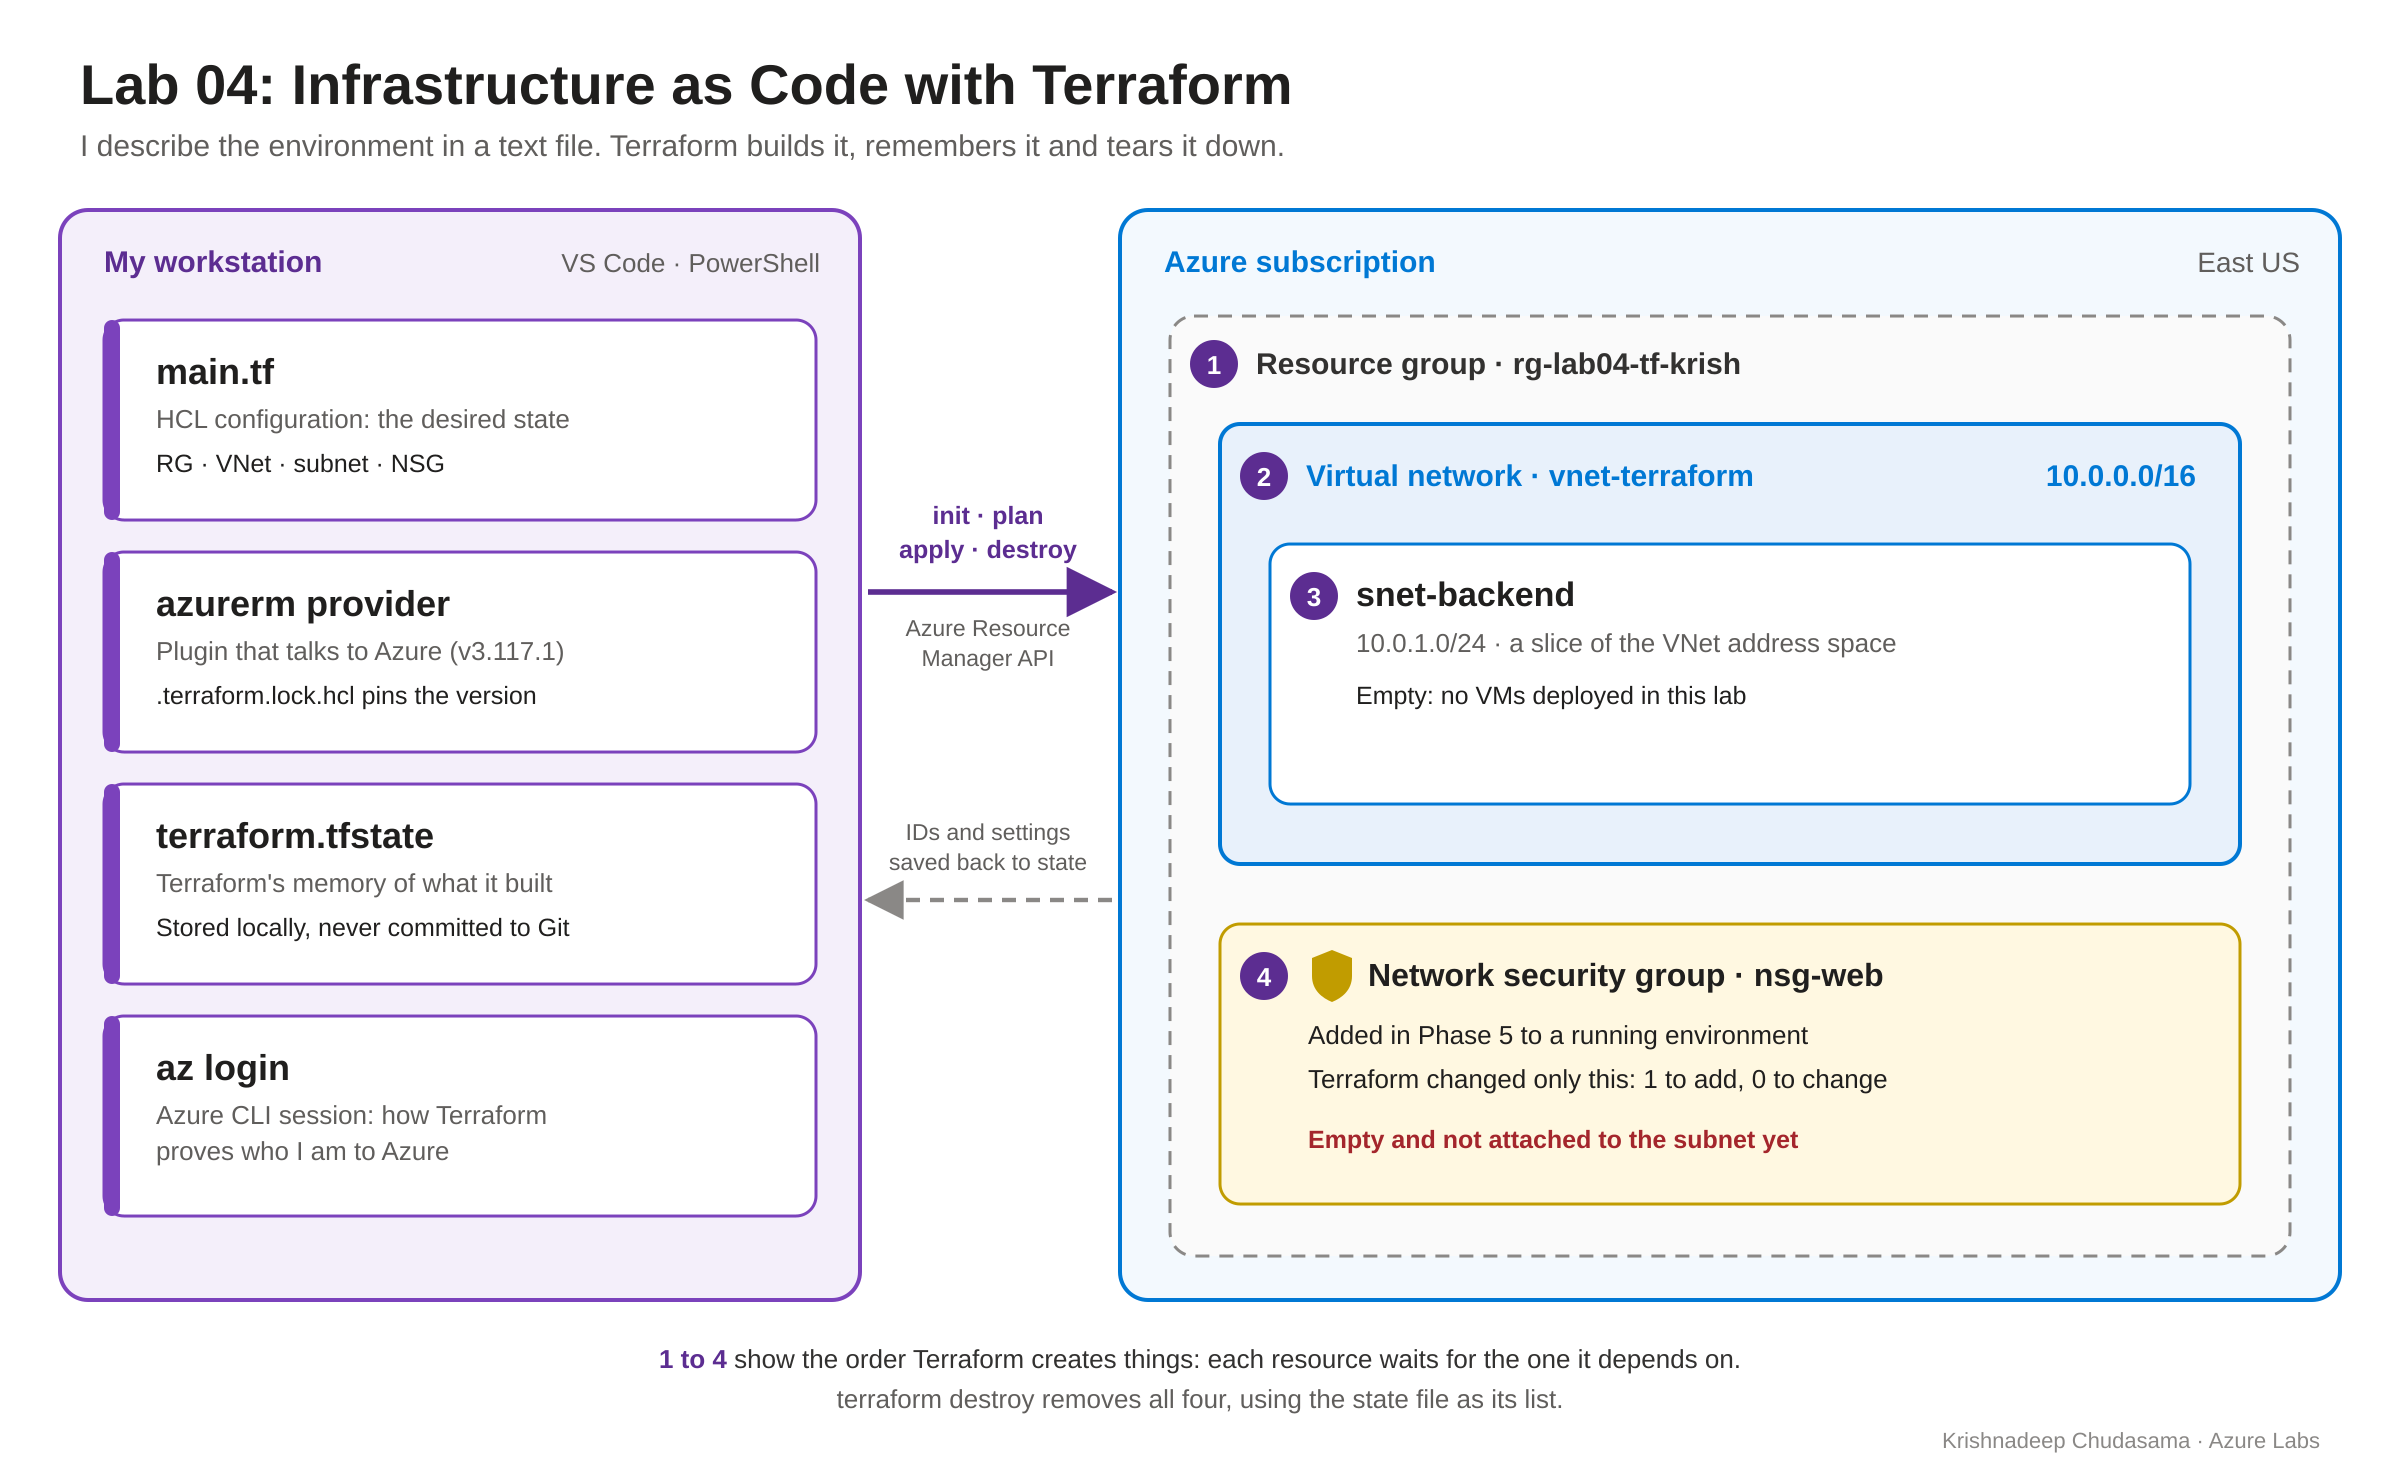 Lab 04: Infrastructure as Code with Terraform
I describe the environment in a text file. Terraform builds it, remembers it and tears it down.
My workstation
VS Code · PowerShell
main.tf
HCL configuration: the desired state
RG · VNet · subnet · NSG
azurerm provider
Plugin that talks to Azure (v3.117.1)
.terraform.lock.hcl pins the version
terraform.tfstate
Terraform's memory of what it built
Stored locally, never committed to Git
az login
Azure CLI session: how Terraform
proves who I am to Azure
init · plan
apply · destroy
Azure Resource
Manager API
IDs and settings
saved back to state
Azure subscription
East US
1 Resource group · rg-lab04-tf-krish
2 Virtual network · vnet-terraform 10.0.0.0/16
3 snet-backend
10.0.1.0/24 · a slice of the VNet address space
Empty: no VMs deployed in this lab
4 Network security group · nsg-web
Added in Phase 5 to a running environment
Terraform changed only this: 1 to add, 0 to change
Empty and not attached to the subnet yet
1 to 4 show the order Terraform creates things: each resource waits for the one it depends on.
terraform destroy removes all four, using the state file as its list.
Krishnadeep Chudasama · Azure Labs